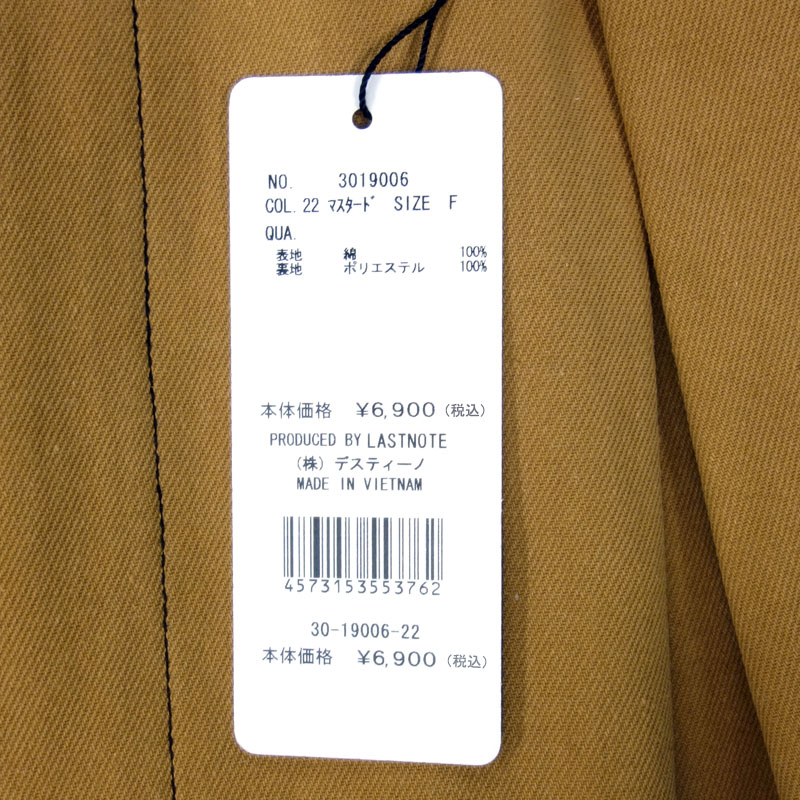 NO. 3019006
COL. 22 ﾏｽﾀｰﾄﾞ SIZE F
QUA.
表地 綿 100%
裏地 ポリエステル 100%
本体価格 ¥6,900 (税込)
PRODUCED BY LASTNOTE
(株) デスティーノ
MADE IN VIETNAM
4573153553762
30-19006-22
本体価格 ¥6,900 (税込)